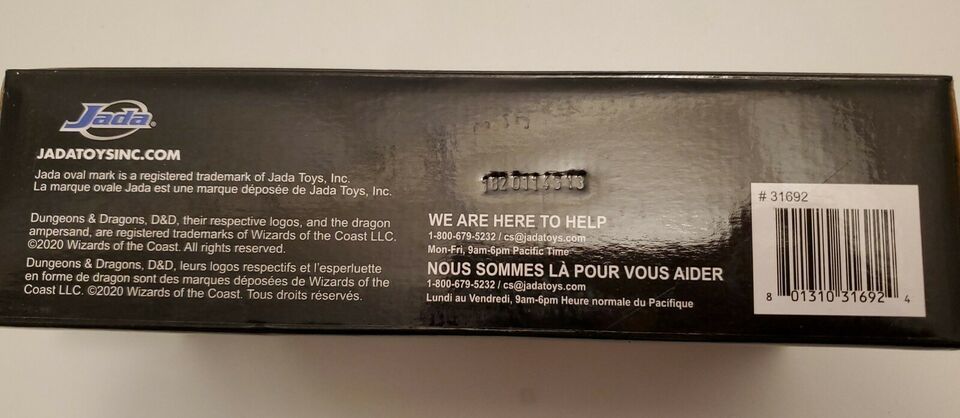 Jada®
JADATOYSINC.COM
Jada oval mark is a registered trademark of Jada Toys, Inc.
La marque ovale Jada est une marque déposée de Jada Toys, Inc.
Dungeons & Dragons, D&D, their respective logos, and the dragon
ampersand, are registered trademarks of Wizards of the Coast LLC.
©2020 Wizards of the Coast. All rights reserved.
Dungeons & Dragons, D&D, leurs logos respectifs et l'esperluette
en forme de dragon sont des marques déposées de Wizards of the
Coast LLC. ©2020 Wizards of the Coast. Tous droits réservés.
WE ARE HERE TO HELP
1-800-679-5232 / cs@jadatoys.com
Mon-Fri, 9am-6pm Pacific Time
NOUS SOMMES LÀ POUR VOUS AIDER
1-800-679-5232 / cs@jadatoys.com
Lundi au Vendredi, 9am-6pm Heure normale du Pacifique
# 31692
8 01310 31692 4